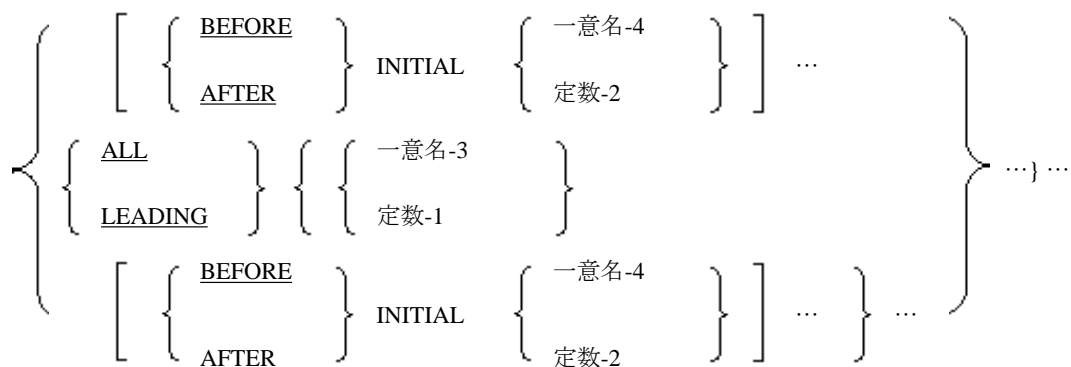 BEFORE 一意名-4
INITIAL …
AFTER 定数-2
ALL 一意名-3
…} …
LEADING 定数-1
BEFORE 一意名-4
INITIAL … …
AFTER 定数-2